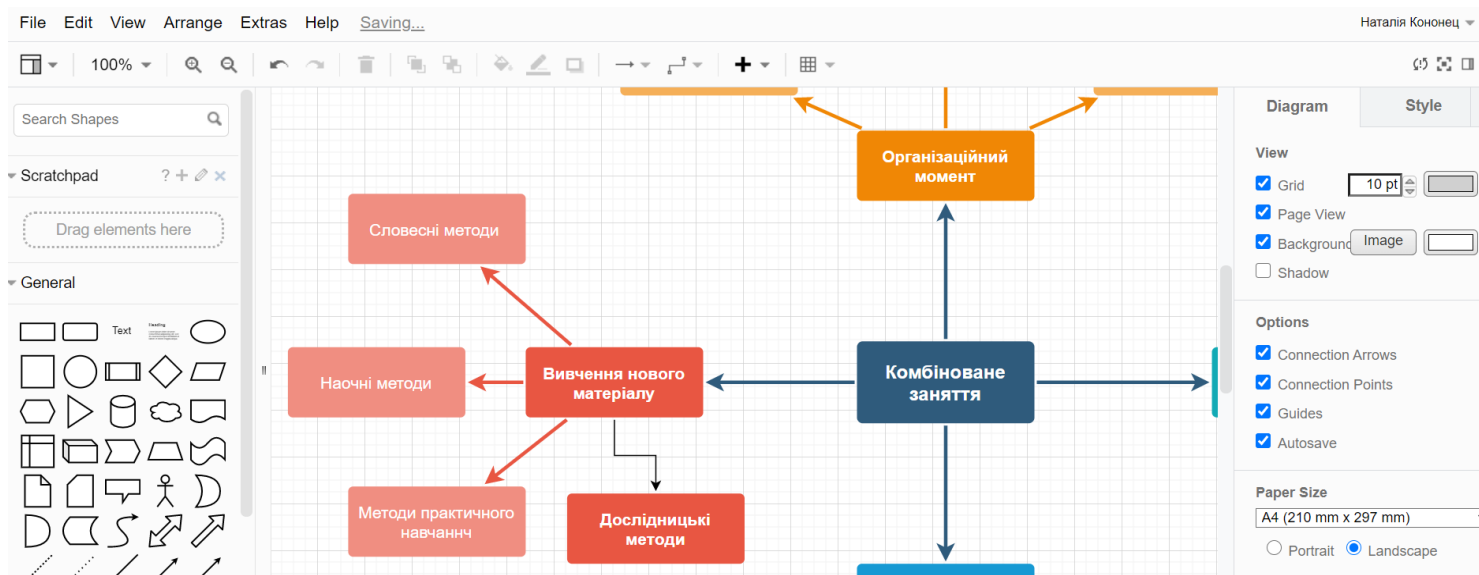 File Edit View Arrange Extras Help Saving...
Наталія Кононец
100%
Search Shapes
Scratchpad
?
Drag elements here
General
Text
Heading
Організаційний
момент
Словесні методи
Наочні методи
Вивчення нового
матеріалу
Комбіноване
заняття
Методи практичного
навчаннч
Дослідницькі
методи
Diagram Style
View
Grid 10 pt
Page View
Background Image
Shadow
Options
Connection Arrows
Connection Points
Guides
Autosave
Paper Size
A4 (210 mm x 297 mm)
Portrait Landscape